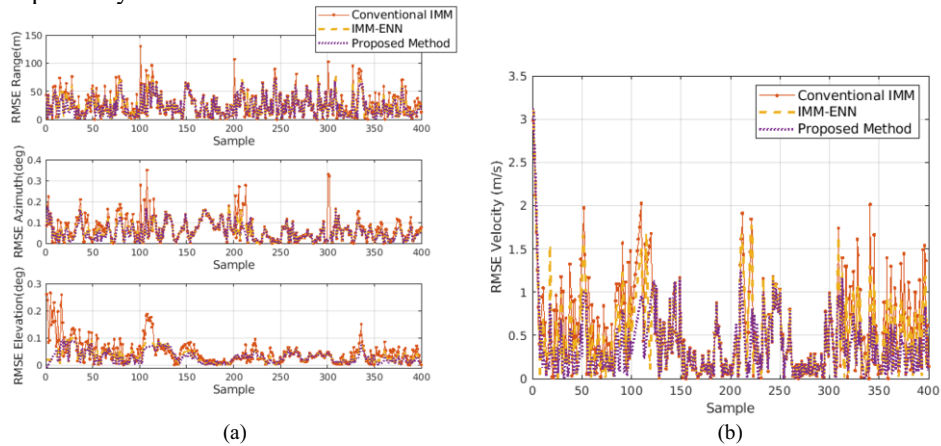 Conventional IMM
IMM-ENN
Proposed Method
150
100
50
0
RMSE Range(m)
0 50 100 150 200 250 300 350 400
Sample
0.4
0.3
0.2
0.1
0
RMSE Azimuth(deg)
0 50 100 150 200 250 300 350 400
Sample
0.3
0.2
0.1
0
RMSE Elevation(deg)
0 50 100 150 200 250 300 350 400
Sample
(a)
3.5
3
2.5
2
1.5
1
0.5
0
RMSE Velocity (m/s)
Conventional IMM
IMM-ENN
Proposed Method
0 50 100 150 200 250 300 350 400
Sample
(b)